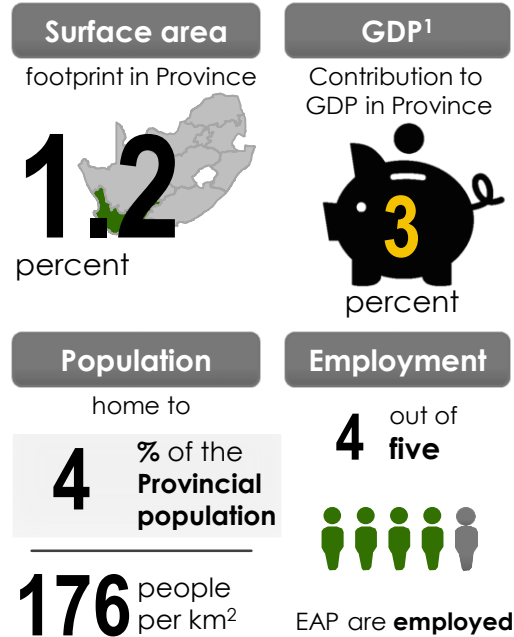 Surface area
footprint in Province
1.2
percent
GDP¹
Contribution to
GDP in Province
3
percent
Population
home to
4
% of the
Provincial
population
176
people
per km²
Employment
4
out of
five
EAP are employed